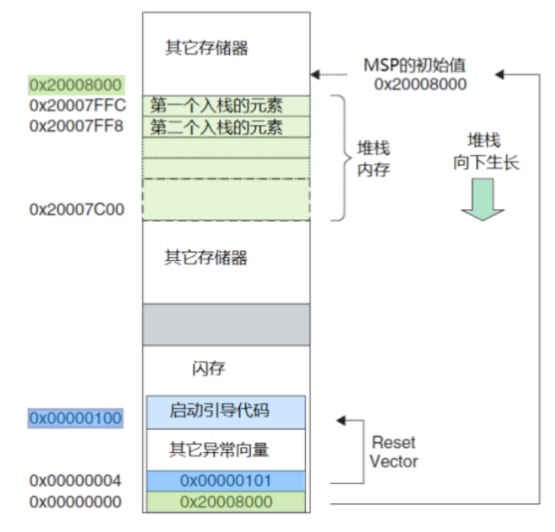 其它存储器
MSP的初始值
0x20008000
0x20008000
0x20007FFC
第一个入栈的元素
0x20007FF8
第二个入栈的元素
堆栈
内存
堆栈
向下生长
0x20007C00
其它存储器
闪存
0x00000100
启动引导代码
其它异常向量
Reset
Vector
0x00000004
0x00000101
0x00000000
0x20008000